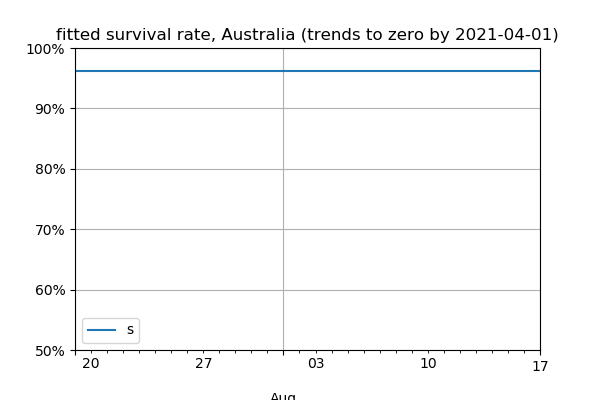 fitted survival rate, Australia (trends to zero by 2021-04-01)
100%
90%
80%
70%
60%
50%
s
20 27 03 10 17
Aug